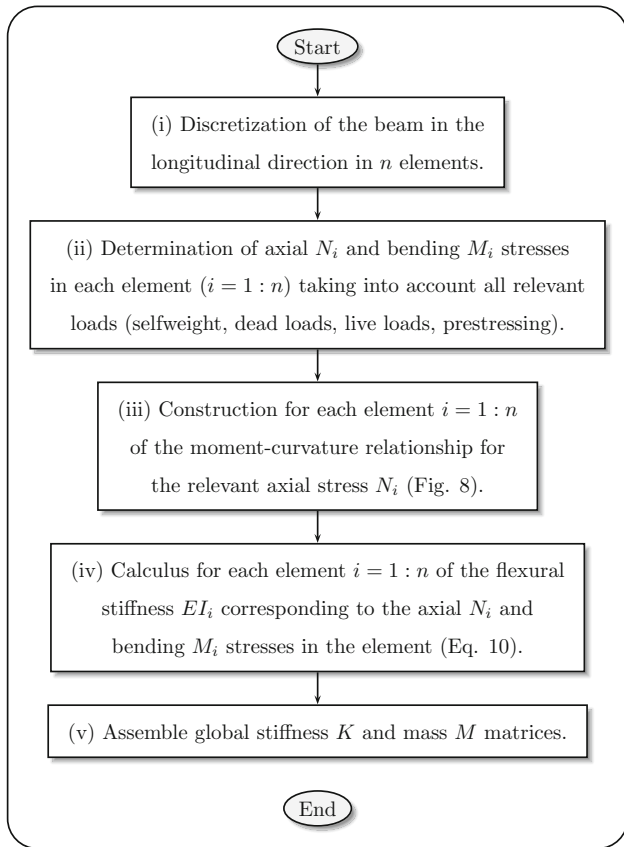 Start
(i) Discretization of the beam in the
longitudinal direction in n elements.
(ii) Determination of axial N_i and bending M_i stresses
in each element (i = 1 : n) taking into account all relevant
loads (selfweight, dead loads, live loads, prestressing).
(iii) Construction for each element i = 1 : n
of the moment-curvature relationship for
the relevant axial stress N_i (Fig. 8).
(iv) Calculus for each element i = 1 : n of the flexural
stiffness EI_i corresponding to the axial N_i and
bending M_i stresses in the element (Eq. 10).
(v) Assemble global stiffness K and mass M matrices.
End